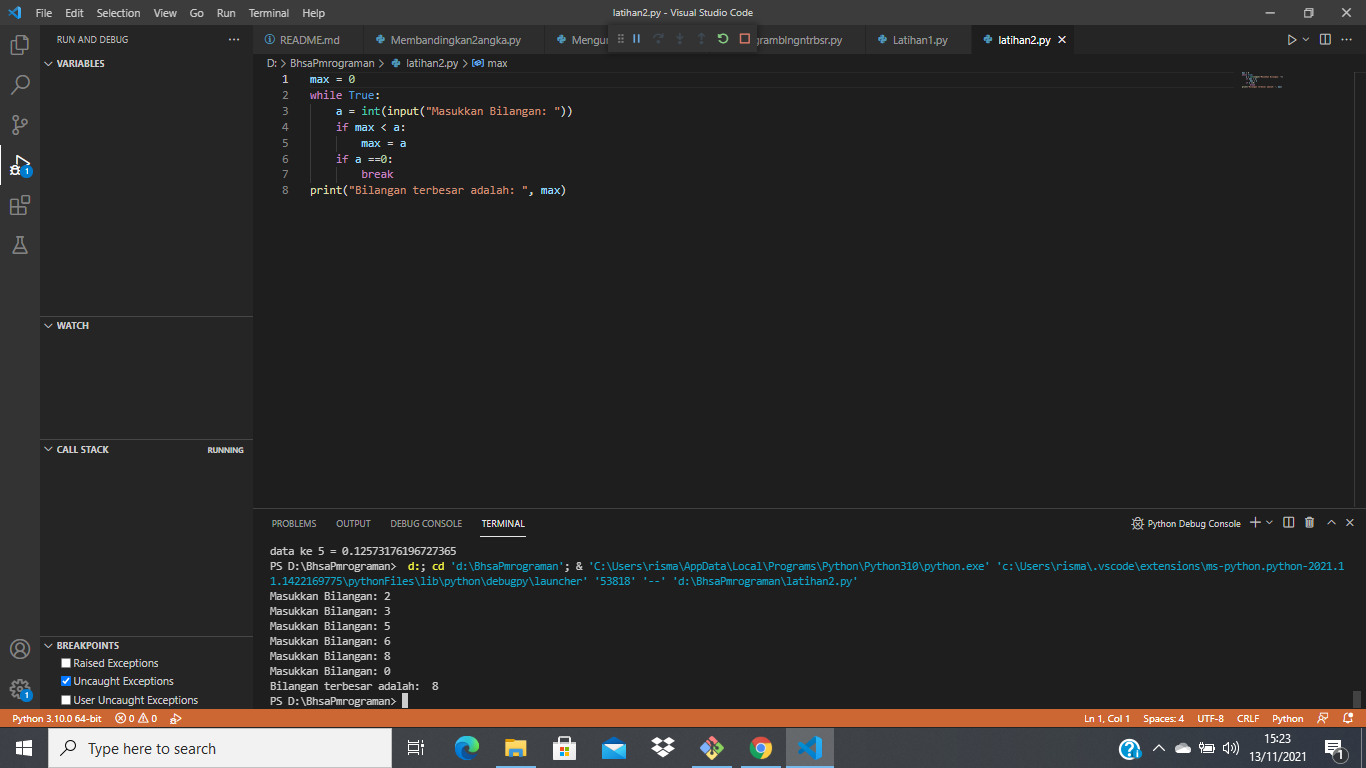 File Edit Selection View Go Run Terminal Help latihan2.py - Visual Studio Code
RUN AND DEBUG ···
README.md Membandingkan2angka.py Mengur gramblngntrbsr.py Latihan1.py latihan2.py
D: > BhsaPmrograman > latihan2.py > max
VARIABLES
WATCH
CALL STACK RUNNING
BREAKPOINTS
Raised Exceptions
Uncaught Exceptions
User Uncaught Exceptions
1
1
1 max = 0
2 while True:
3 a = int(input("Masukkan Bilangan: "))
4 if max < a:
5 max = a
6 if a ==0:
7 break
8 print("Bilangan terbesar adalah: ", max)
PROBLEMS OUTPUT DEBUG CONSOLE TERMINAL Python Debug Console
data ke 5 = 0.12573176196727365
PS D:\BhsaPmrograman> d:; cd 'd:\BhsaPmrograman'; & 'C:\Users\risma\AppData\Local\Programs\Python\Python310\python.exe' 'c:\Users\risma\.vscode\extensions\ms-python.python-2021.1
1.1422169775\pythonFiles\lib\python\debugpy\launcher' '53818' '--' 'd:\BhsaPmrograman\latihan2.py'
Masukkan Bilangan: 2
Masukkan Bilangan: 3
Masukkan Bilangan: 5
Masukkan Bilangan: 6
Masukkan Bilangan: 8
Masukkan Bilangan: 0
Bilangan terbesar adalah:  8
PS D:\BhsaPmrograman>
Python 3.10.0 64-bit 0 0 Ln 1, Col 1 Spaces: 4 UTF-8 CRLF Python
Type here to search
15:23
13/11/2021
1